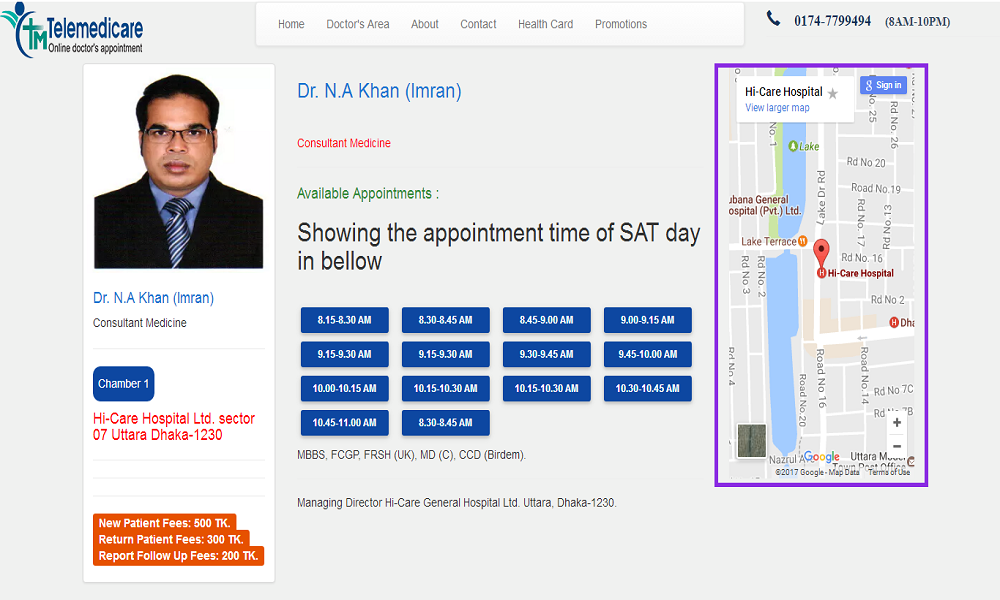 Telemedicare
Online doctor's appointment
Home Doctor's Area About Contact Health Card Promotions
0174-7799494 (8AM-10PM)
Dr. N.A Khan (Imran)
Consultant Medicine
Chamber 1
Hi-Care Hospital Ltd. sector
07 Uttara Dhaka-1230
New Patient Fees: 500 TK.
Return Patient Fees: 300 TK.
Report Follow Up Fees: 200 TK.
Dr. N.A Khan (Imran)
Consultant Medicine
Available Appointments :
Showing the appointment time of SAT day
in bellow
8.15-8.30 AM 8.30-8.45 AM 8.45-9.00 AM 9.00-9.15 AM
9.15-9.30 AM 9.15-9.30 AM 9.30-9.45 AM 9.45-10.00 AM
10.00-10.15 AM 10.15-10.30 AM 10.15-10.30 AM 10.30-10.45 AM
10.45-11.00 AM 8.30-8.45 AM
MBBS, FCGP, FRSH (UK), MD (C), CCD (Birdem).
Managing Director Hi-Care General Hospital Ltd. Uttara, Dhaka-1230.
Hi-Care Hospital
View larger map
Sign in
No. 25
Rd No. 26
No. 1
Lake
Rd No 20
Lake Dr Rd
Road No.19
ubana General
ospital (Pvt.) Ltd.
Rd No. 17
Rd No.13
Lake Terrace
Rd No. 3
Rd No. 2
Rd No. 16
Hi-Care Hospital
Rd No 2
Dha
Rd No. 4
Road No. 16
Road No.14
Road No.20
Rd No 7C
Rd No 7B
Nazrul
Google
Uttara
Town Post Office
©2017 Google - Map Data Terms of Use